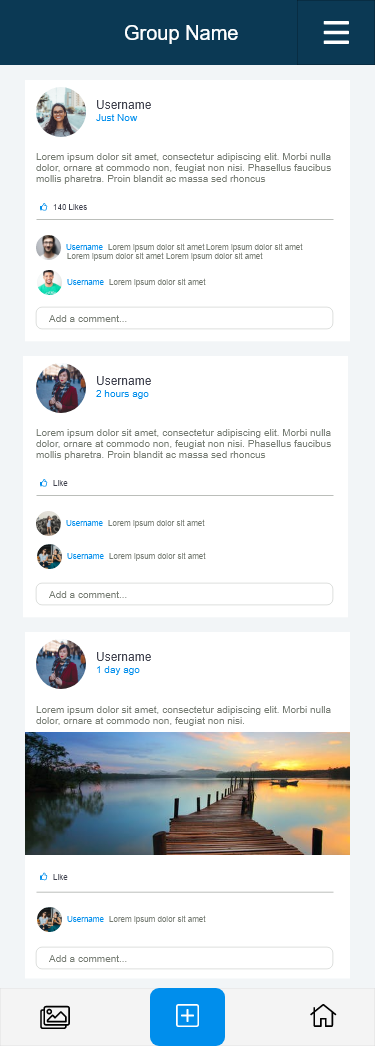 Group Name
Username
Just Now
Lorem ipsum dolor sit amet, consectetur adipiscing elit. Morbi nulla
dolor, ornare at commodo non, feugiat non nisi. Phasellus faucibus
mollis pharetra. Proin blandit ac massa sed rhoncus
140 Likes
Username Lorem ipsum dolor sit amet Lorem ipsum dolor sit amet
Lorem ipsum dolor sit amet Lorem ipsum dolor sit amet
Username Lorem ipsum dolor sit amet
Add a comment...
Username
2 hours ago
Lorem ipsum dolor sit amet, consectetur adipiscing elit. Morbi nulla
dolor, ornare at commodo non, feugiat non nisi. Phasellus faucibus
mollis pharetra. Proin blandit ac massa sed rhoncus
Like
Username Lorem ipsum dolor sit amet
Username Lorem ipsum dolor sit amet
Add a comment...
Username
1 day ago
Lorem ipsum dolor sit amet, consectetur adipiscing elit. Morbi nulla
dolor, ornare at commodo non, feugiat non nisi.
Like
Username Lorem ipsum dolor sit amet
Add a comment...